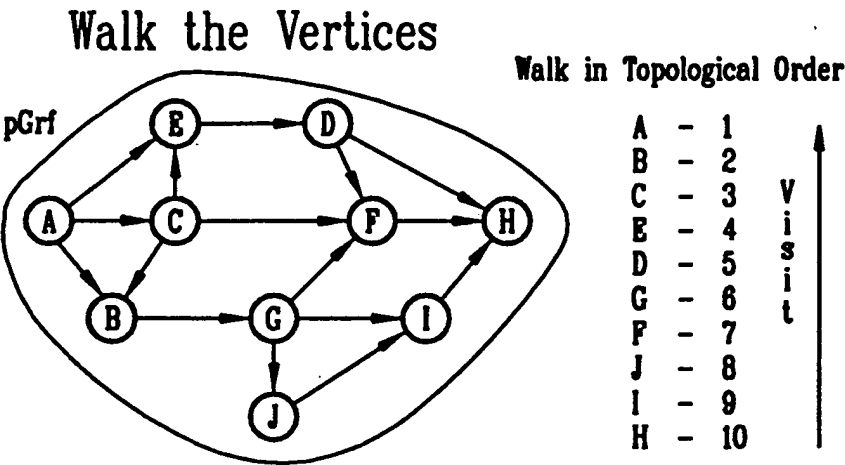 Walk the Vertices
Walk in Topological Order
pGrf
E
D
A
C
F
H
B
G
I
J
A - 1
B - 2
C - 3
E - 4
D - 5
G - 6
F - 7
J - 8
I - 9
H - 10
Visit